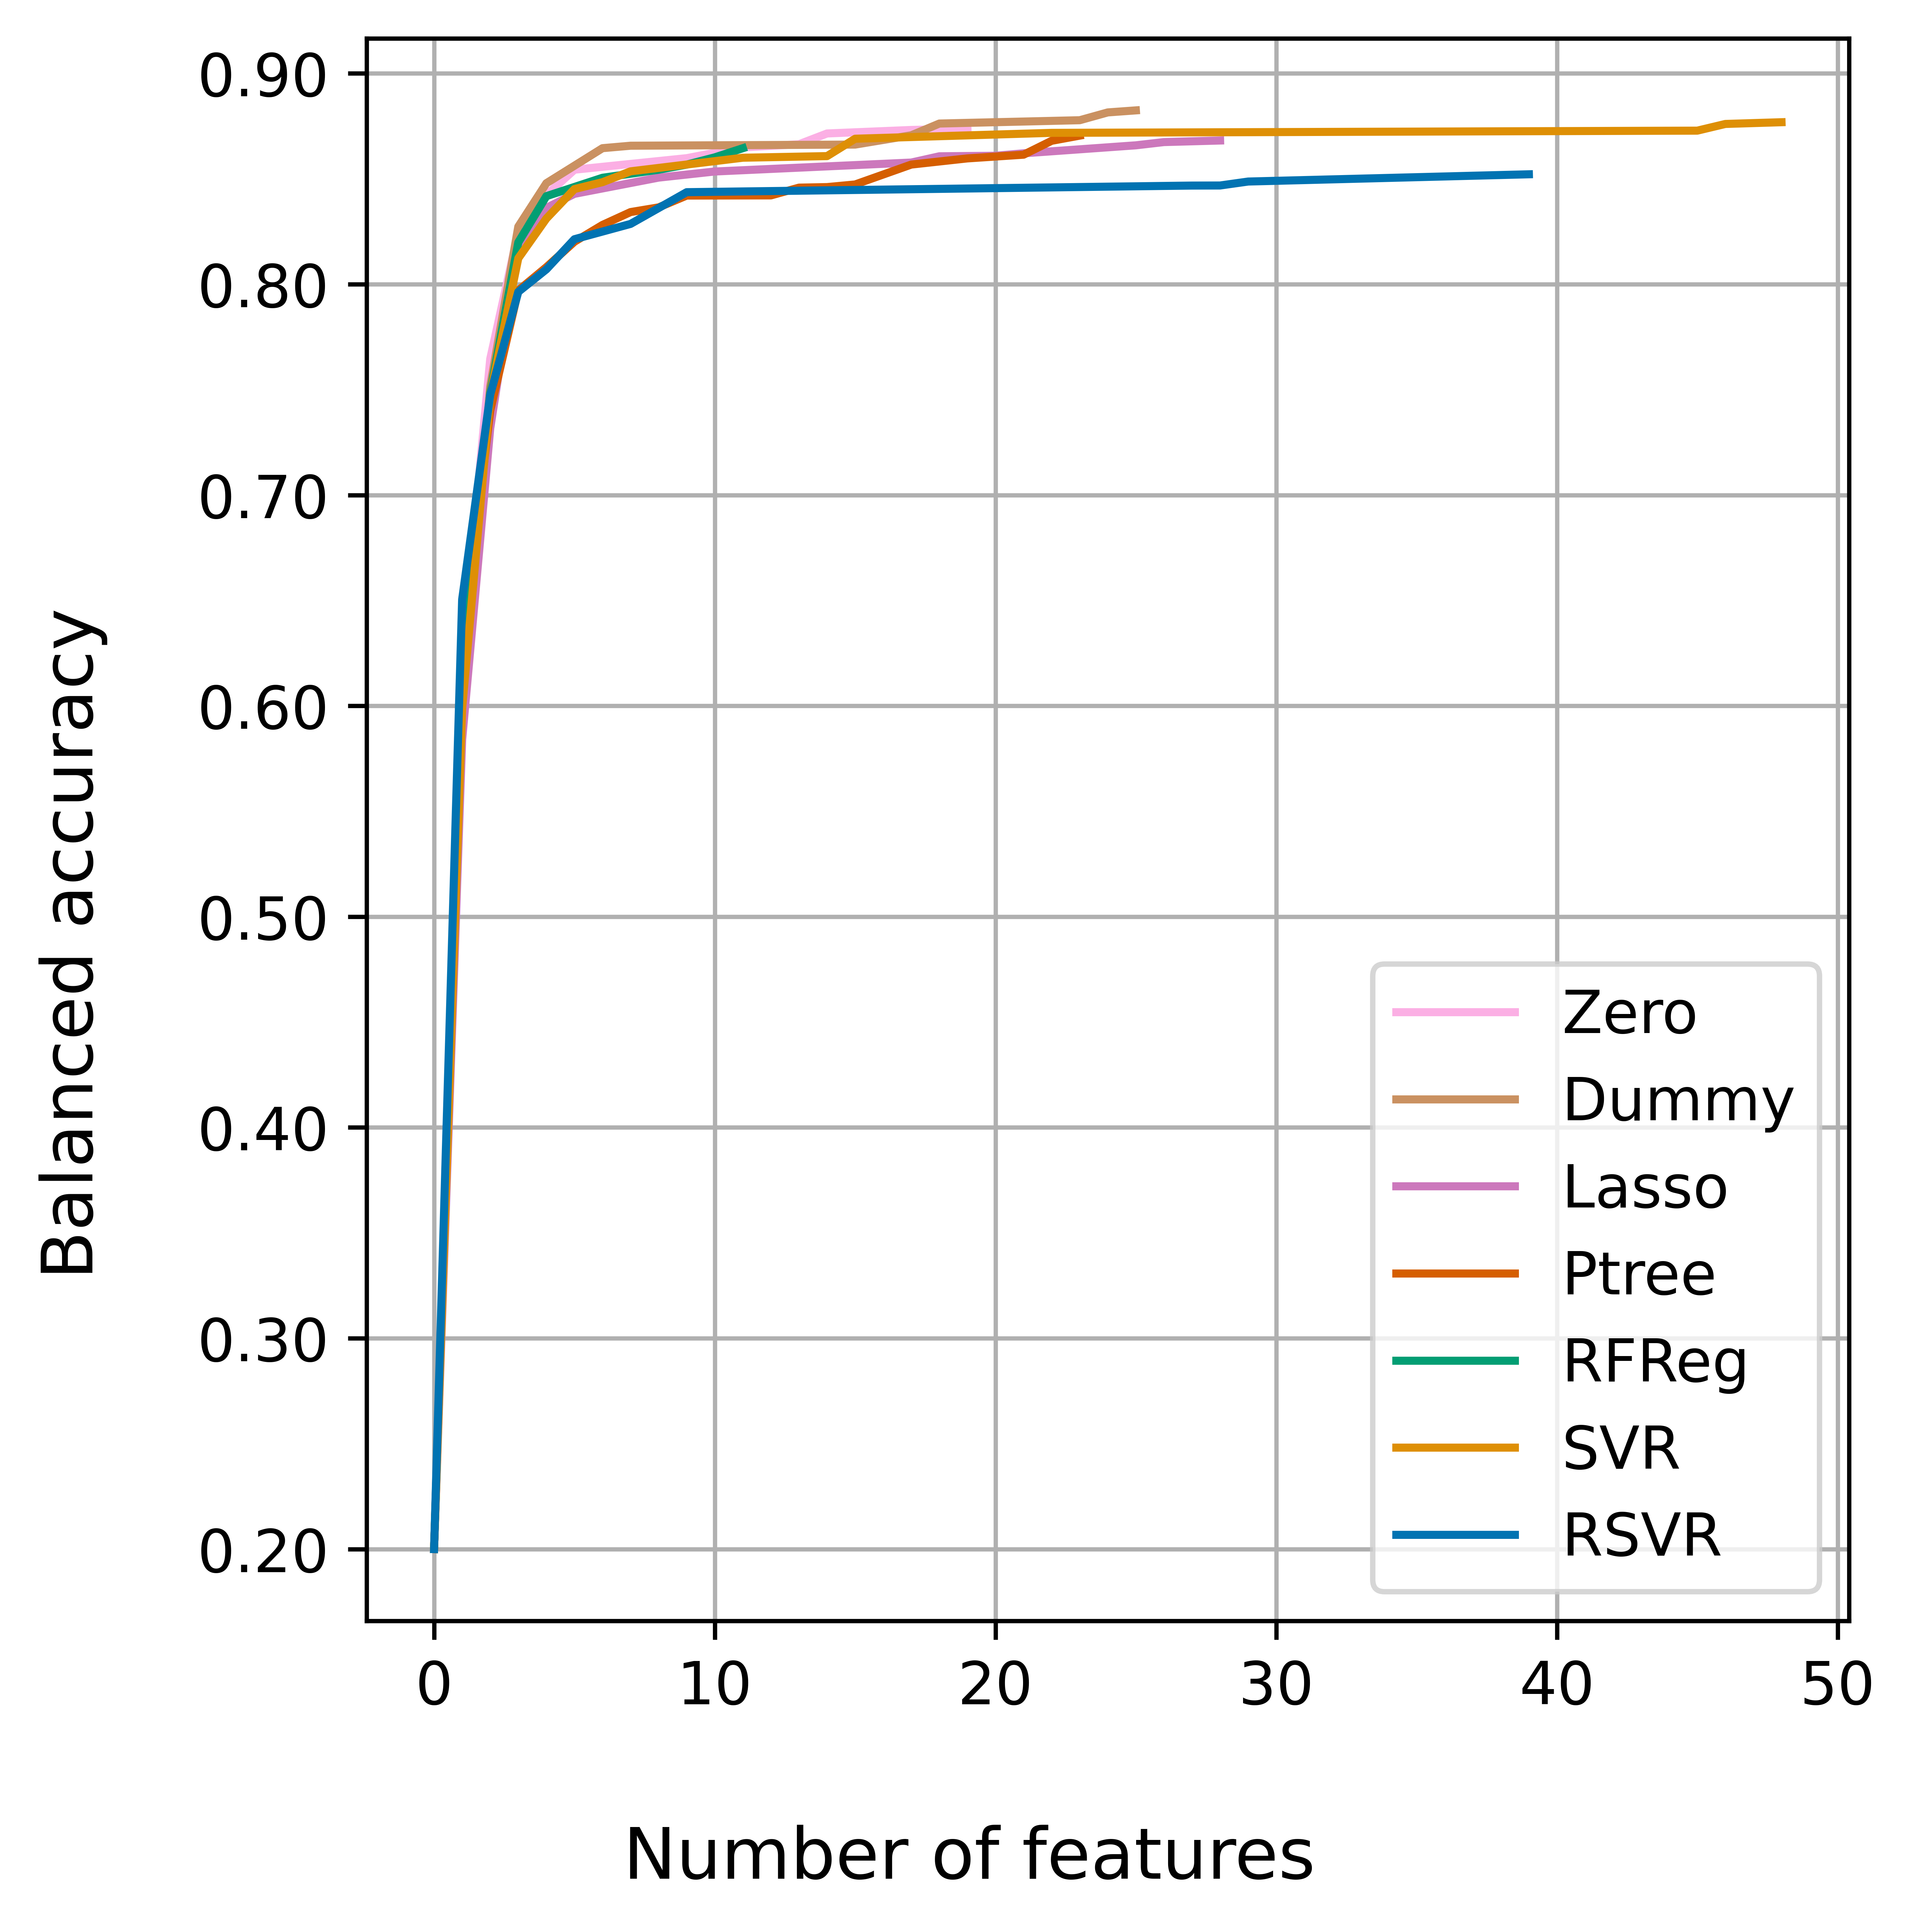 0.90
0.80
0.70
0.60
0.50
0.40
0.30
0.20
Balanced accuracy
0 10 20 30 40 50
Number of features
Zero
Dummy
Lasso
Ptree
RFReg
SVR
RSVR